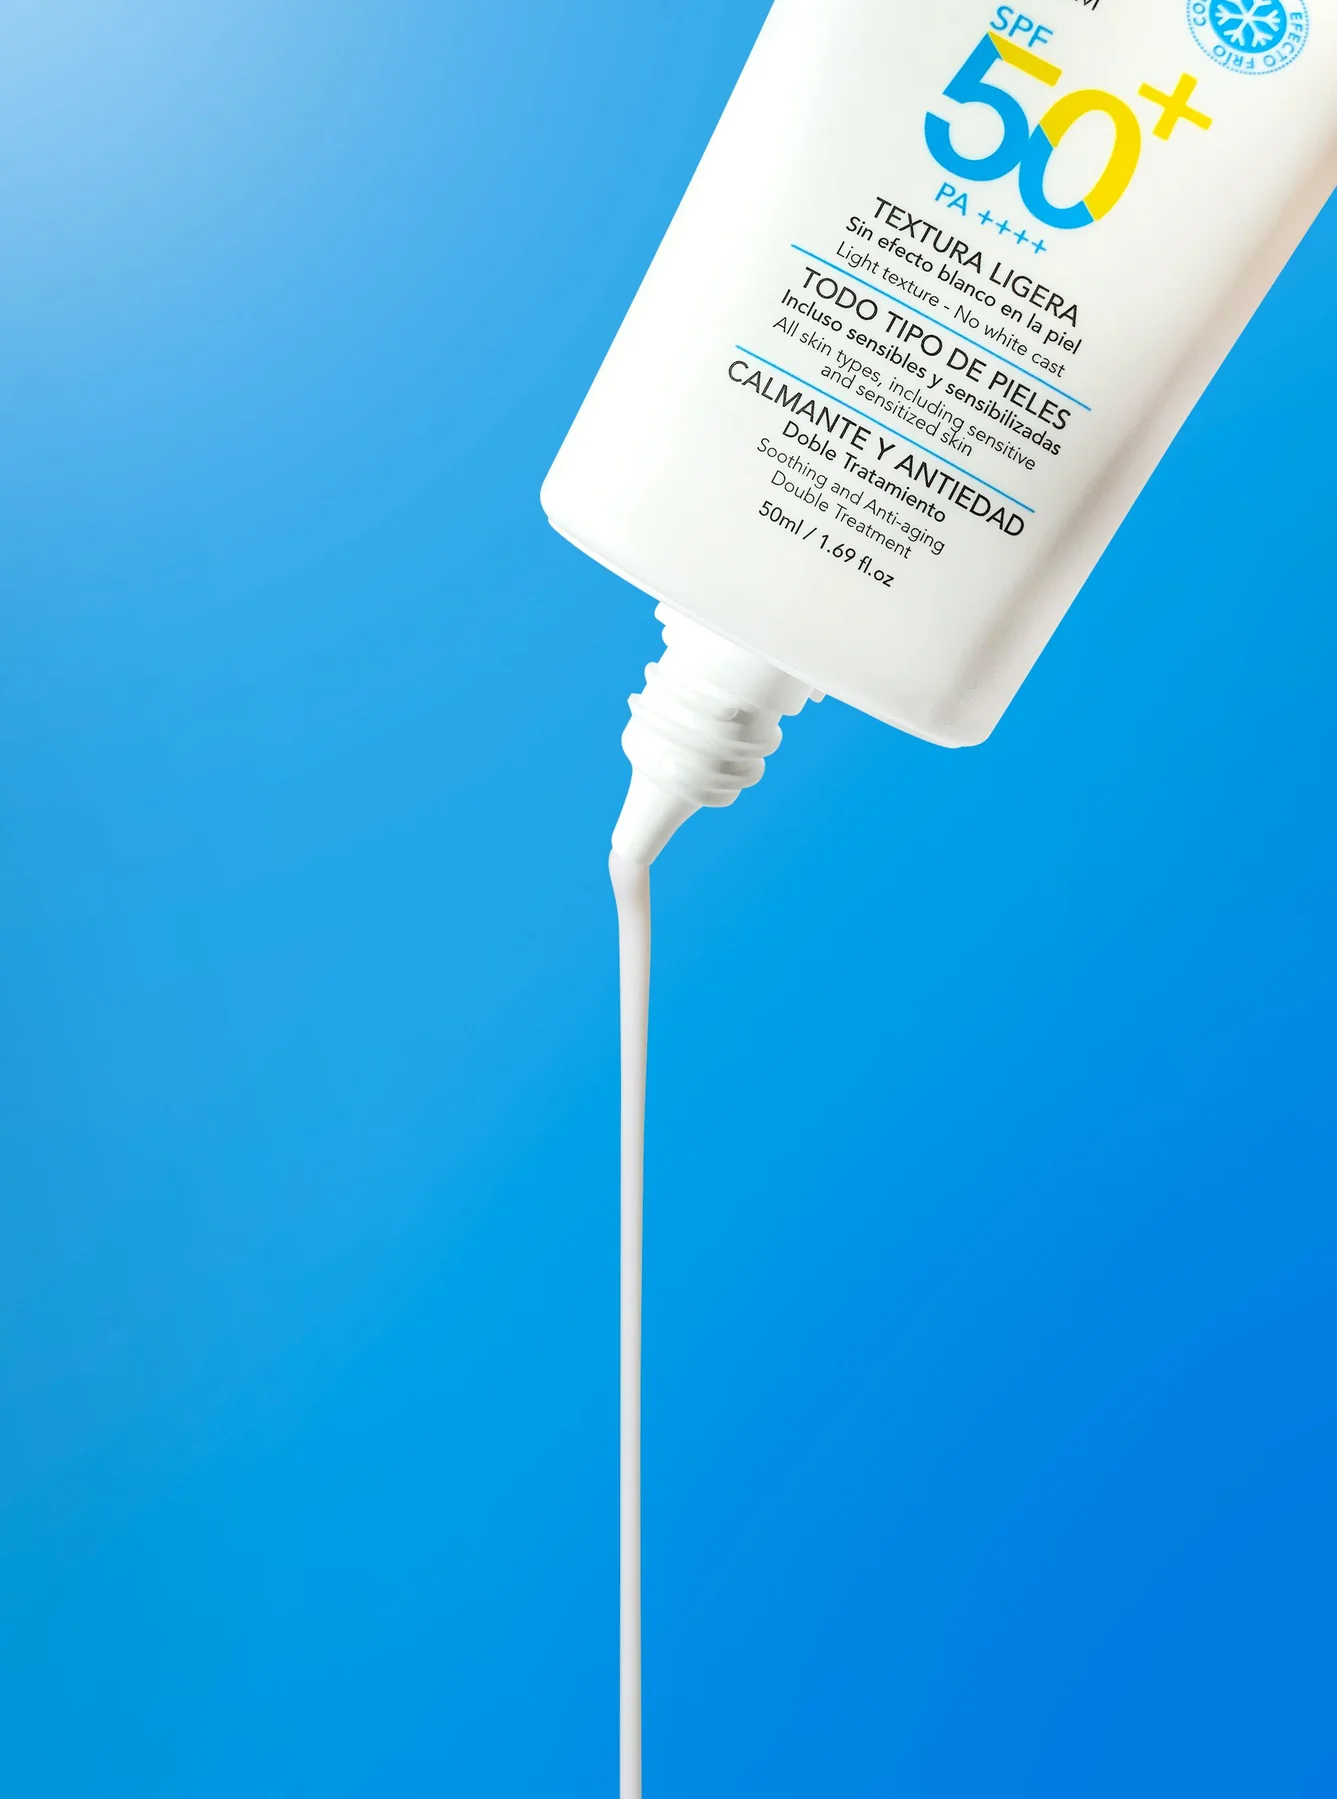 SPF
50+
PA ++++
EFECTO FRÍO
TEXTURA LIGERA
Sin efecto blanco en la piel
Light texture - No white cast
TODO TIPO DE PIELES
Incluso sensibles y sensibilizadas
All skin types, including sensitive
and sensitized skin
CALMANTE Y ANTIEDAD
Doble Tratamiento
Soothing and Anti-aging
Double Treatment
50ml / 1.69 fl.oz